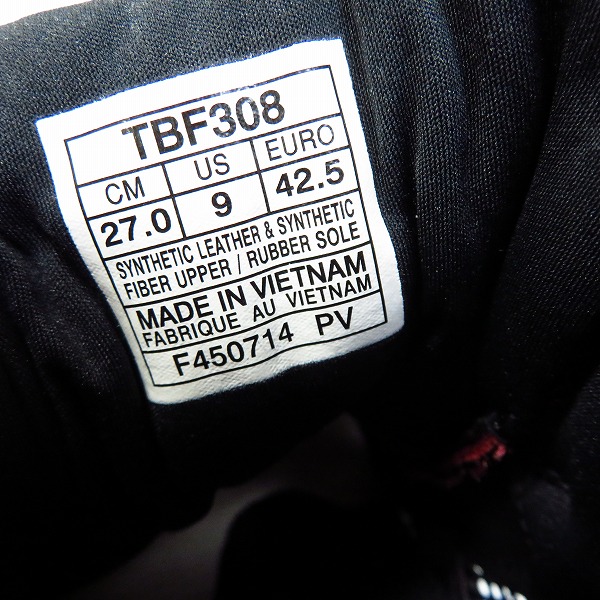 TBF308
CM US EURO
27.0 9 42.5
SYNTHETIC LEATHER & SYNTHETIC
FIBER UPPER / RUBBER SOLE
MADE IN VIETNAM
FABRIQUE AU VIETNAM
F450714 PV